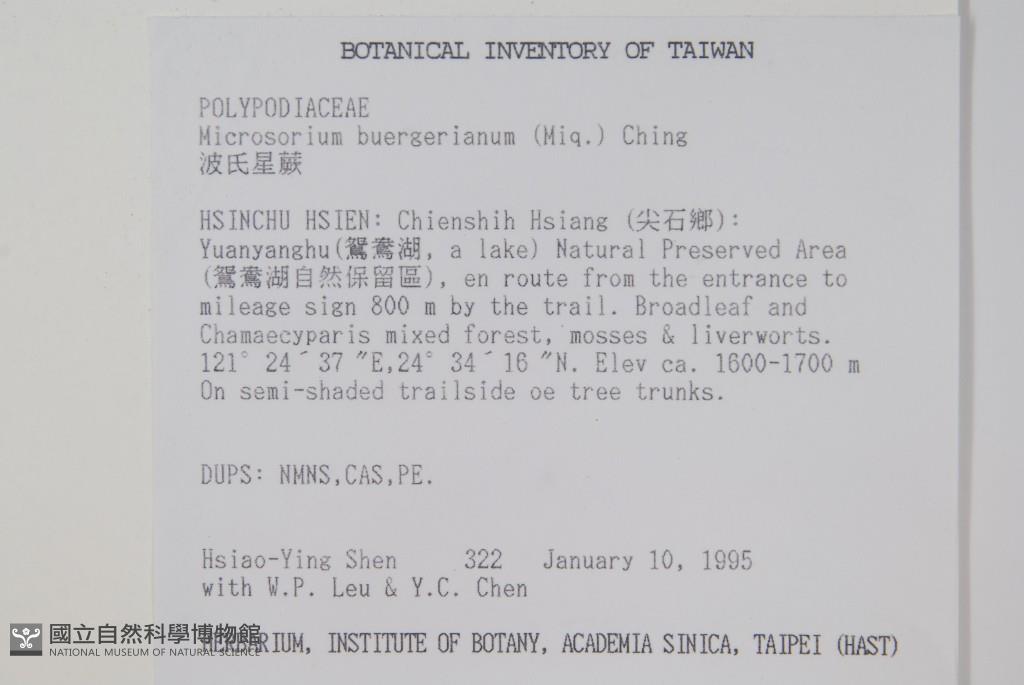 BOTANICAL INVENTORY OF TAIWAN
POLYPODIACEAE
Microsorium buergerianum (Miq.) Ching
波氏星蕨
HSINCHU HSIEN: Chienshih Hsiang (尖石鄉):
Yuanyanghu(鴛鴦湖, a lake) Natural Preserved Area
(鴛鴦湖自然保留區), en route from the entrance to
mileage sign 800 m by the trail. Broadleaf and
Chamaecyparis mixed forest, mosses & liverworts.
121° 24´ 37 "E,24° 34´ 16 "N. Elev ca. 1600-1700 m
On semi-shaded trailside oe tree trunks.
DUPS: NMNS,CAS,PE.
Hsiao-Ying Shen 322 January 10, 1995
with W.P. Leu & Y.C. Chen
HERBARIUM, INSTITUTE OF BOTANY, ACADEMIA SINICA, TAIPEI (HAST)
國立自然科學博物館
NATIONAL MUSEUM OF NATURAL SCIENCE